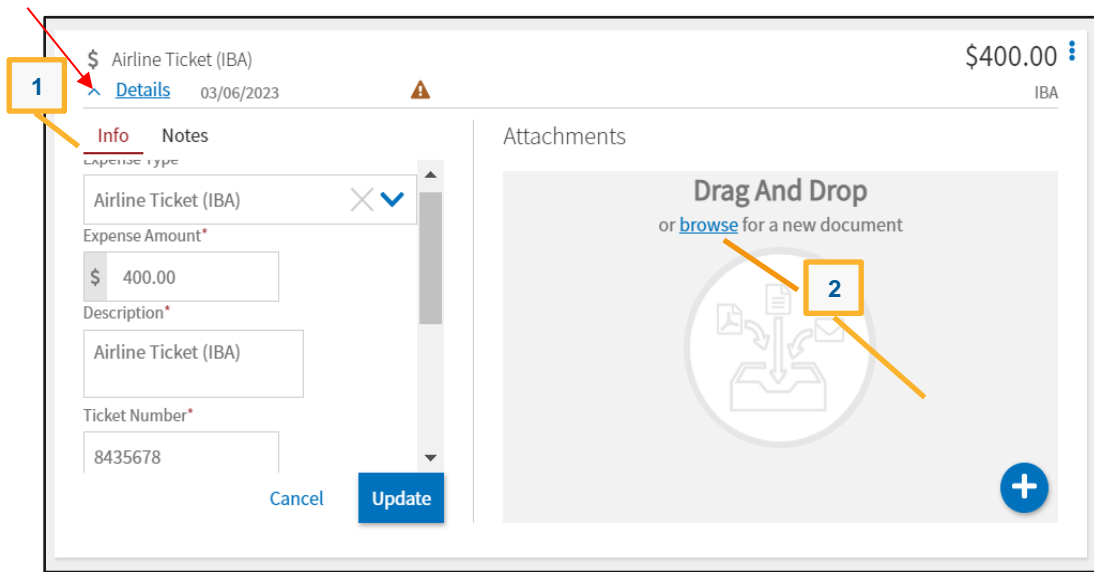 $ Airline Ticket (IBA)
$400.00
1
Details 03/06/2023
IBA
Info Notes
Expense Type
Airline Ticket (IBA)
Expense Amount*
$ 400.00
Description*
Airline Ticket (IBA)
Ticket Number*
8435678
Cancel Update
Attachments
Drag And Drop
or browse for a new document
2